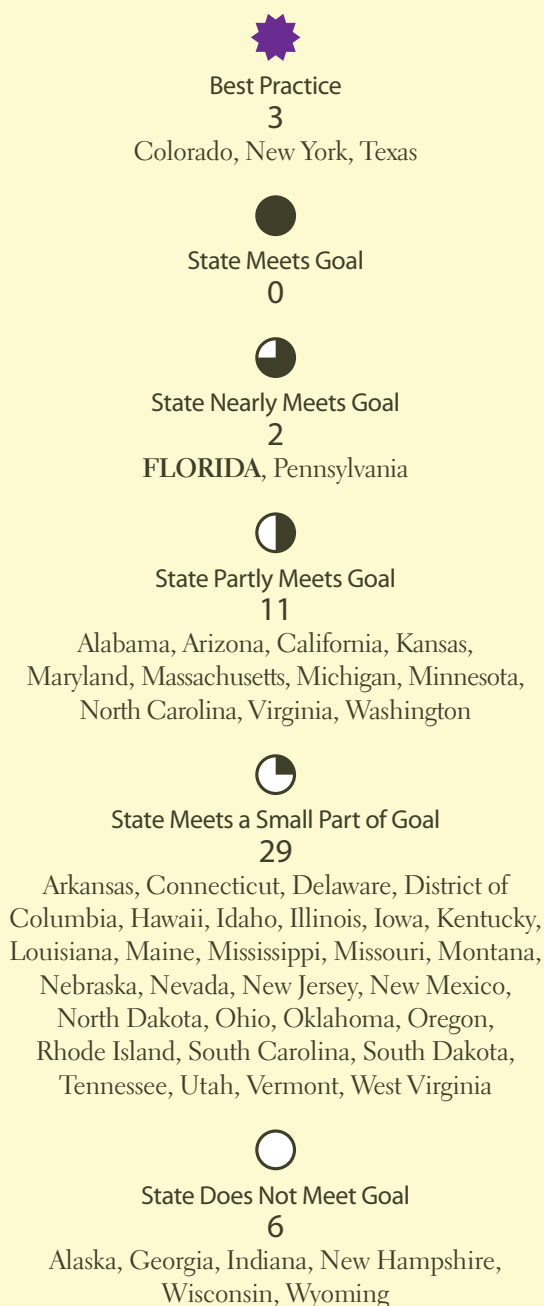 Best Practice
3
Colorado, New York, Texas
State Meets Goal
0
State Nearly Meets Goal
2
FLORIDA, Pennsylvania
State Partly Meets Goal
11
Alabama, Arizona, California, Kansas,
Maryland, Massachusetts, Michigan, Minnesota,
North Carolina, Virginia, Washington
State Meets a Small Part of Goal
29
Arkansas, Connecticut, Delaware, District of
Columbia, Hawaii, Idaho, Illinois, Iowa, Kentucky,
Louisiana, Maine, Mississippi, Missouri, Montana,
Nebraska, Nevada, New Jersey, New Mexico,
North Dakota, Ohio, Oklahoma, Oregon,
Rhode Island, South Carolina, South Dakota,
Tennessee, Utah, Vermont, West Virginia
State Does Not Meet Goal
6
Alaska, Georgia, Indiana, New Hampshire,
Wisconsin, Wyoming